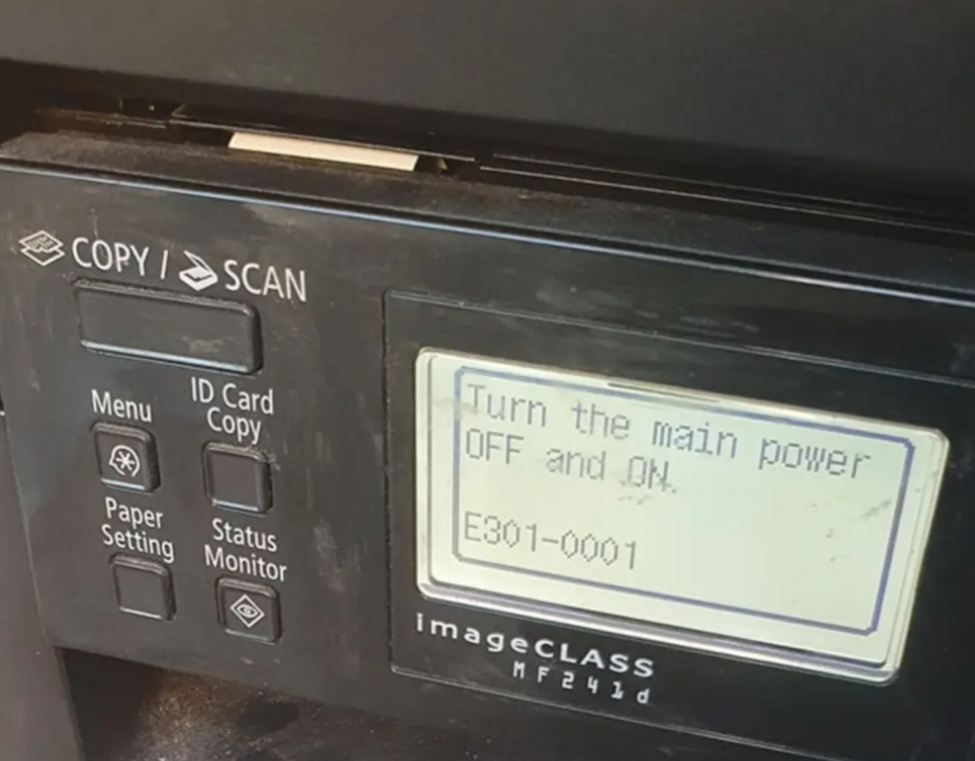 COPY / SCAN
ID Card
Copy
Menu
Paper
Setting
Status
Monitor
Turn the main power
OFF and ON.
E301-0001
imageCLASS
MF241d